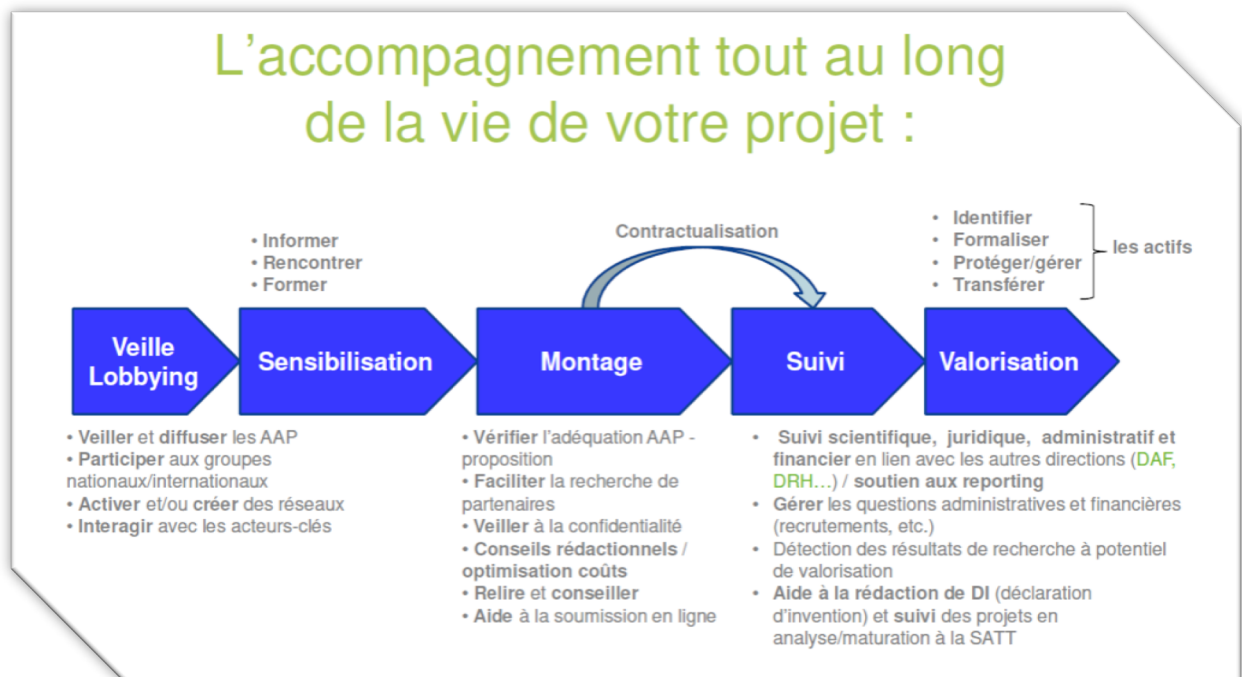 L'accompagnement tout au long
de la vie de votre projet :
• Informer
• Rencontrer
• Former
Contractualisation
• Identifier
• Formaliser
• Protéger/gérer
• Transférer
les actifs
Veille
Lobbying
Sensibilisation
Montage
Suivi
Valorisation
• Veiller et diffuser les AAP
• Participer aux groupes
nationaux/internationaux
• Activer et/ou créer des réseaux
• Interagir avec les acteurs-clés
• Vérifier l'adéquation AAP -
proposition
• Faciliter la recherche de
partenaires
• Veiller à la confidentialité
• Conseils rédactionnels /
optimisation coûts
• Relire et conseiller
• Aide à la soumission en ligne
• Suivi scientifique, juridique, administratif et
financier en lien avec les autres directions (DAF,
DRH…) / soutien aux reporting
• Gérer les questions administratives et financières
(recrutements, etc.)
• Détection des résultats de recherche à potentiel
de valorisation
• Aide à la rédaction de DI (déclaration
d'invention) et suivi des projets en
analyse/maturation à la SATT